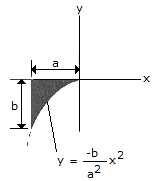 y
a
x
b
y = -b/a² x²